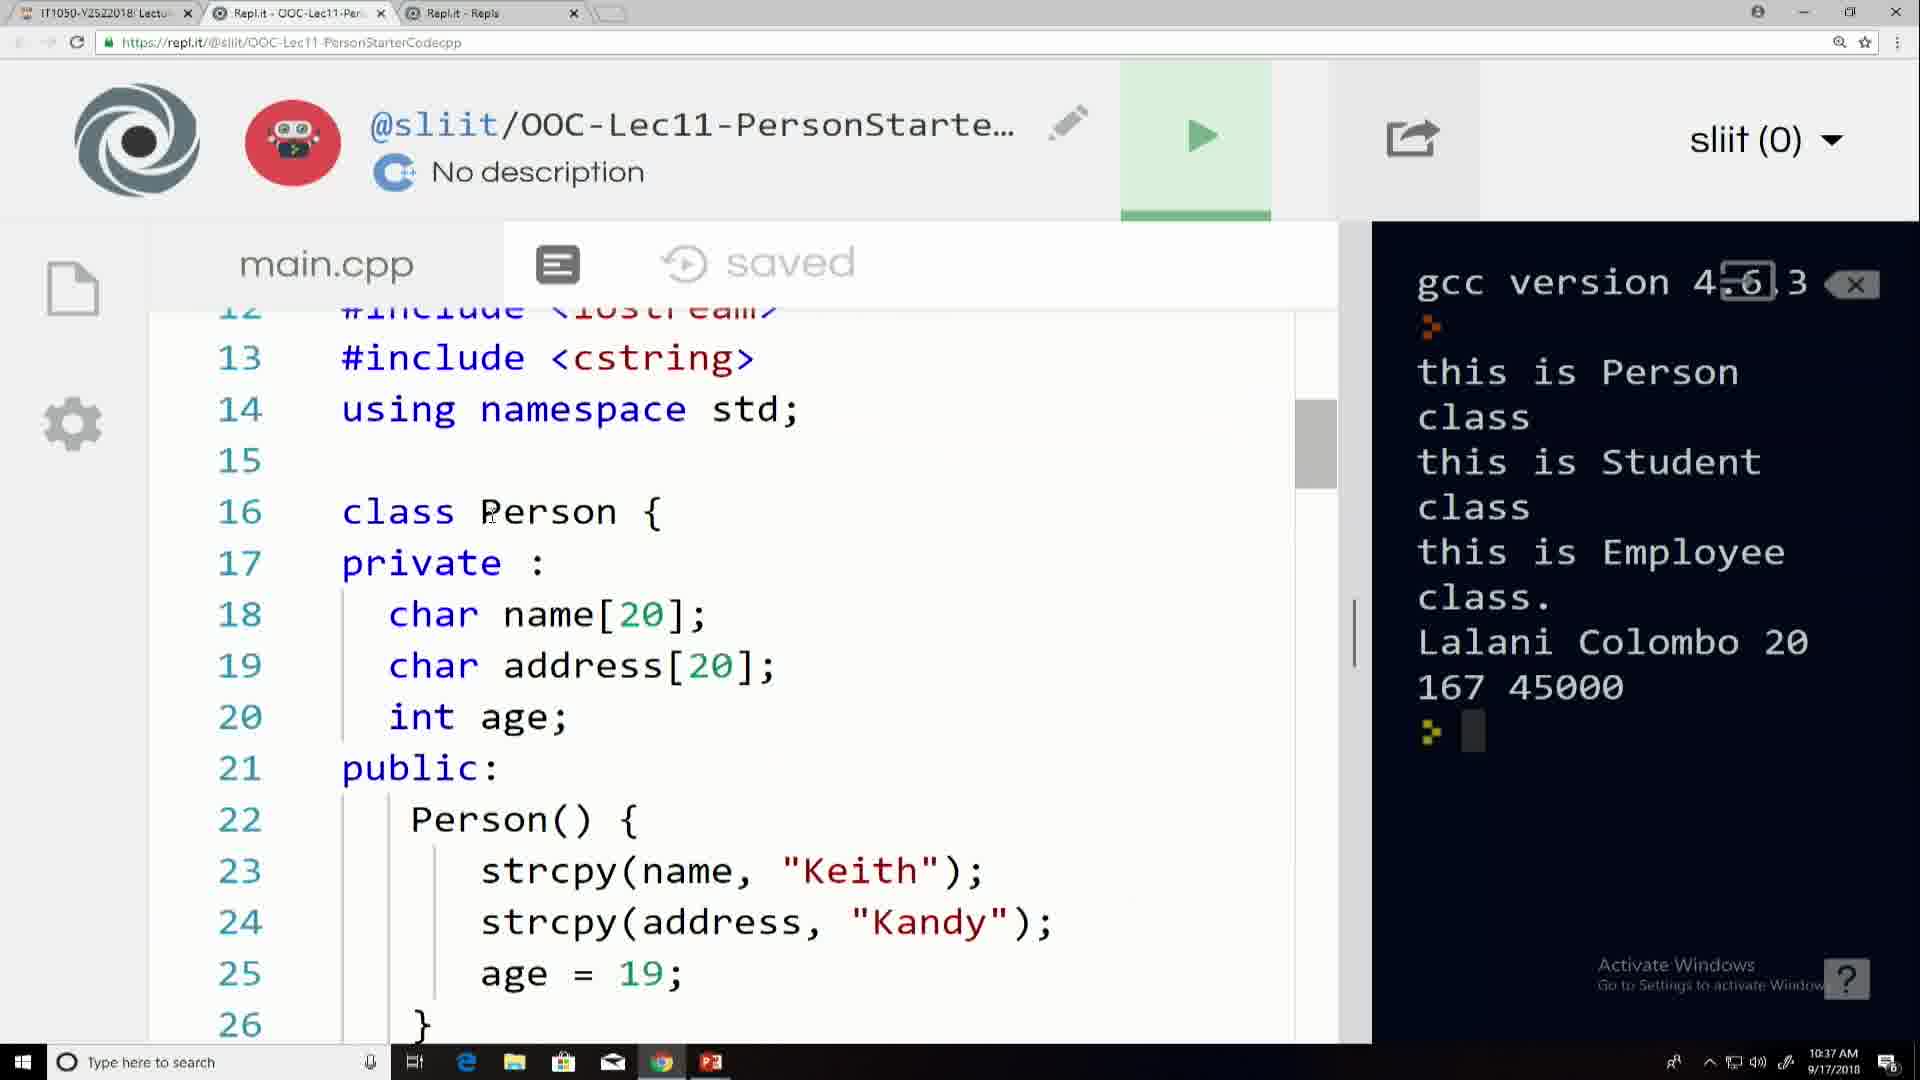 IT1050-Y2S22018: Lectu
Repl.it - OOC-Lec11-Per
Repl.it - Repls
https://repl.it/@sliit/OOC-Lec11-PersonStarterCodecpp
@sliit/OOC-Lec11-PersonStarte...
No description
sliit (0)
main.cpp
saved
12 #include <iostream>
13 #include <cstring>
14 using namespace std;
15
16 class Person {
17 private :
18 char name[20];
19 char address[20];
20 int age;
21 public:
22 Person() {
23 strcpy(name, "Keith");
24 strcpy(address, "Kandy");
25 age = 19;
26 }
gcc version 4.6.3
this is Person
class
this is Student
class
this is Employee
class.
Lalani Colombo 20
167 45000
Activate Windows
Go to Settings to activate Window
?
Type here to search
10:37 AM
9/17/2018